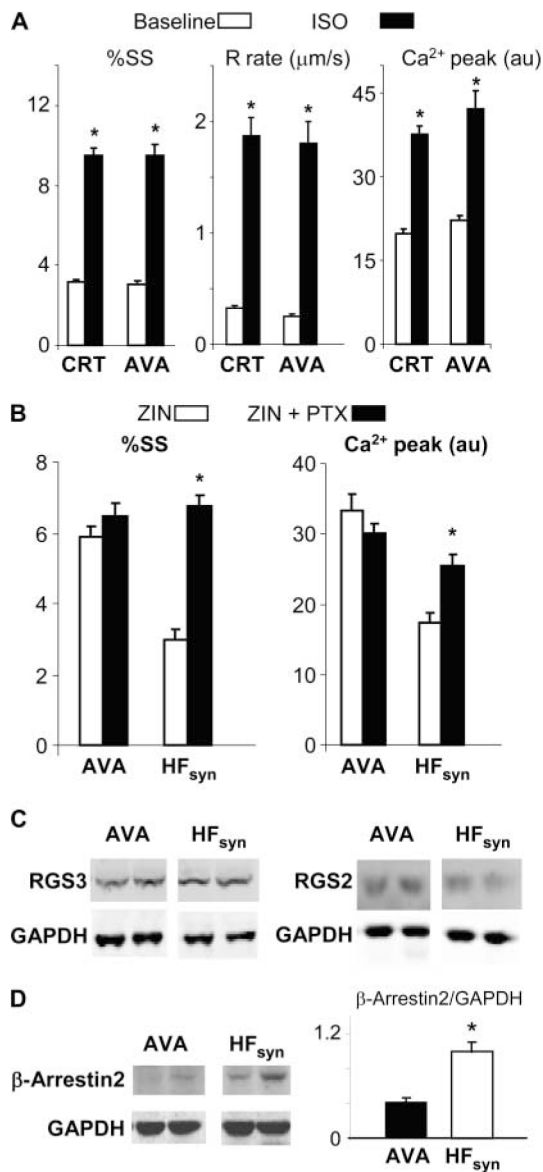 A
Baseline ISO
%SS R rate (μm/s) Ca²⁺ peak (au)
12 2 45
9 30
6 1
3 15
0 0 0
CRT AVA CRT AVA CRT AVA
* * * * * *
B
ZIN ZIN + PTX
%SS Ca²⁺ peak (au)
8 40
6 30
4 20
2 10
0 0
* *
AVA HFsyn AVA HFsyn
C
AVA HFsyn AVA HFsyn
RGS3 RGS2
GAPDH GAPDH
D
β-Arrestin2/GAPDH
AVA HFsyn
β-Arrestin2
GAPDH
1.2
0
*
AVA HFsyn